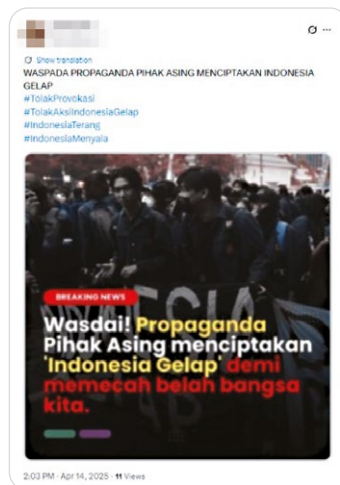 Show translation
WASPADA PROPAGANDA PIHAK ASING MENCIPTAKAN INDONESIA
GELAP
#TolakProvokasi
#TolakAksiIndonesiaGelap
#IndonesiaTerang
#IndonesiaMenyala
BREAKING NEWS
Wasdai! Propaganda
Pihak Asing menciptakan
'Indonesia Gelap' demi
memecah belah bangsa
kita.
2:03 PM · Apr 14, 2025 · 11 Views